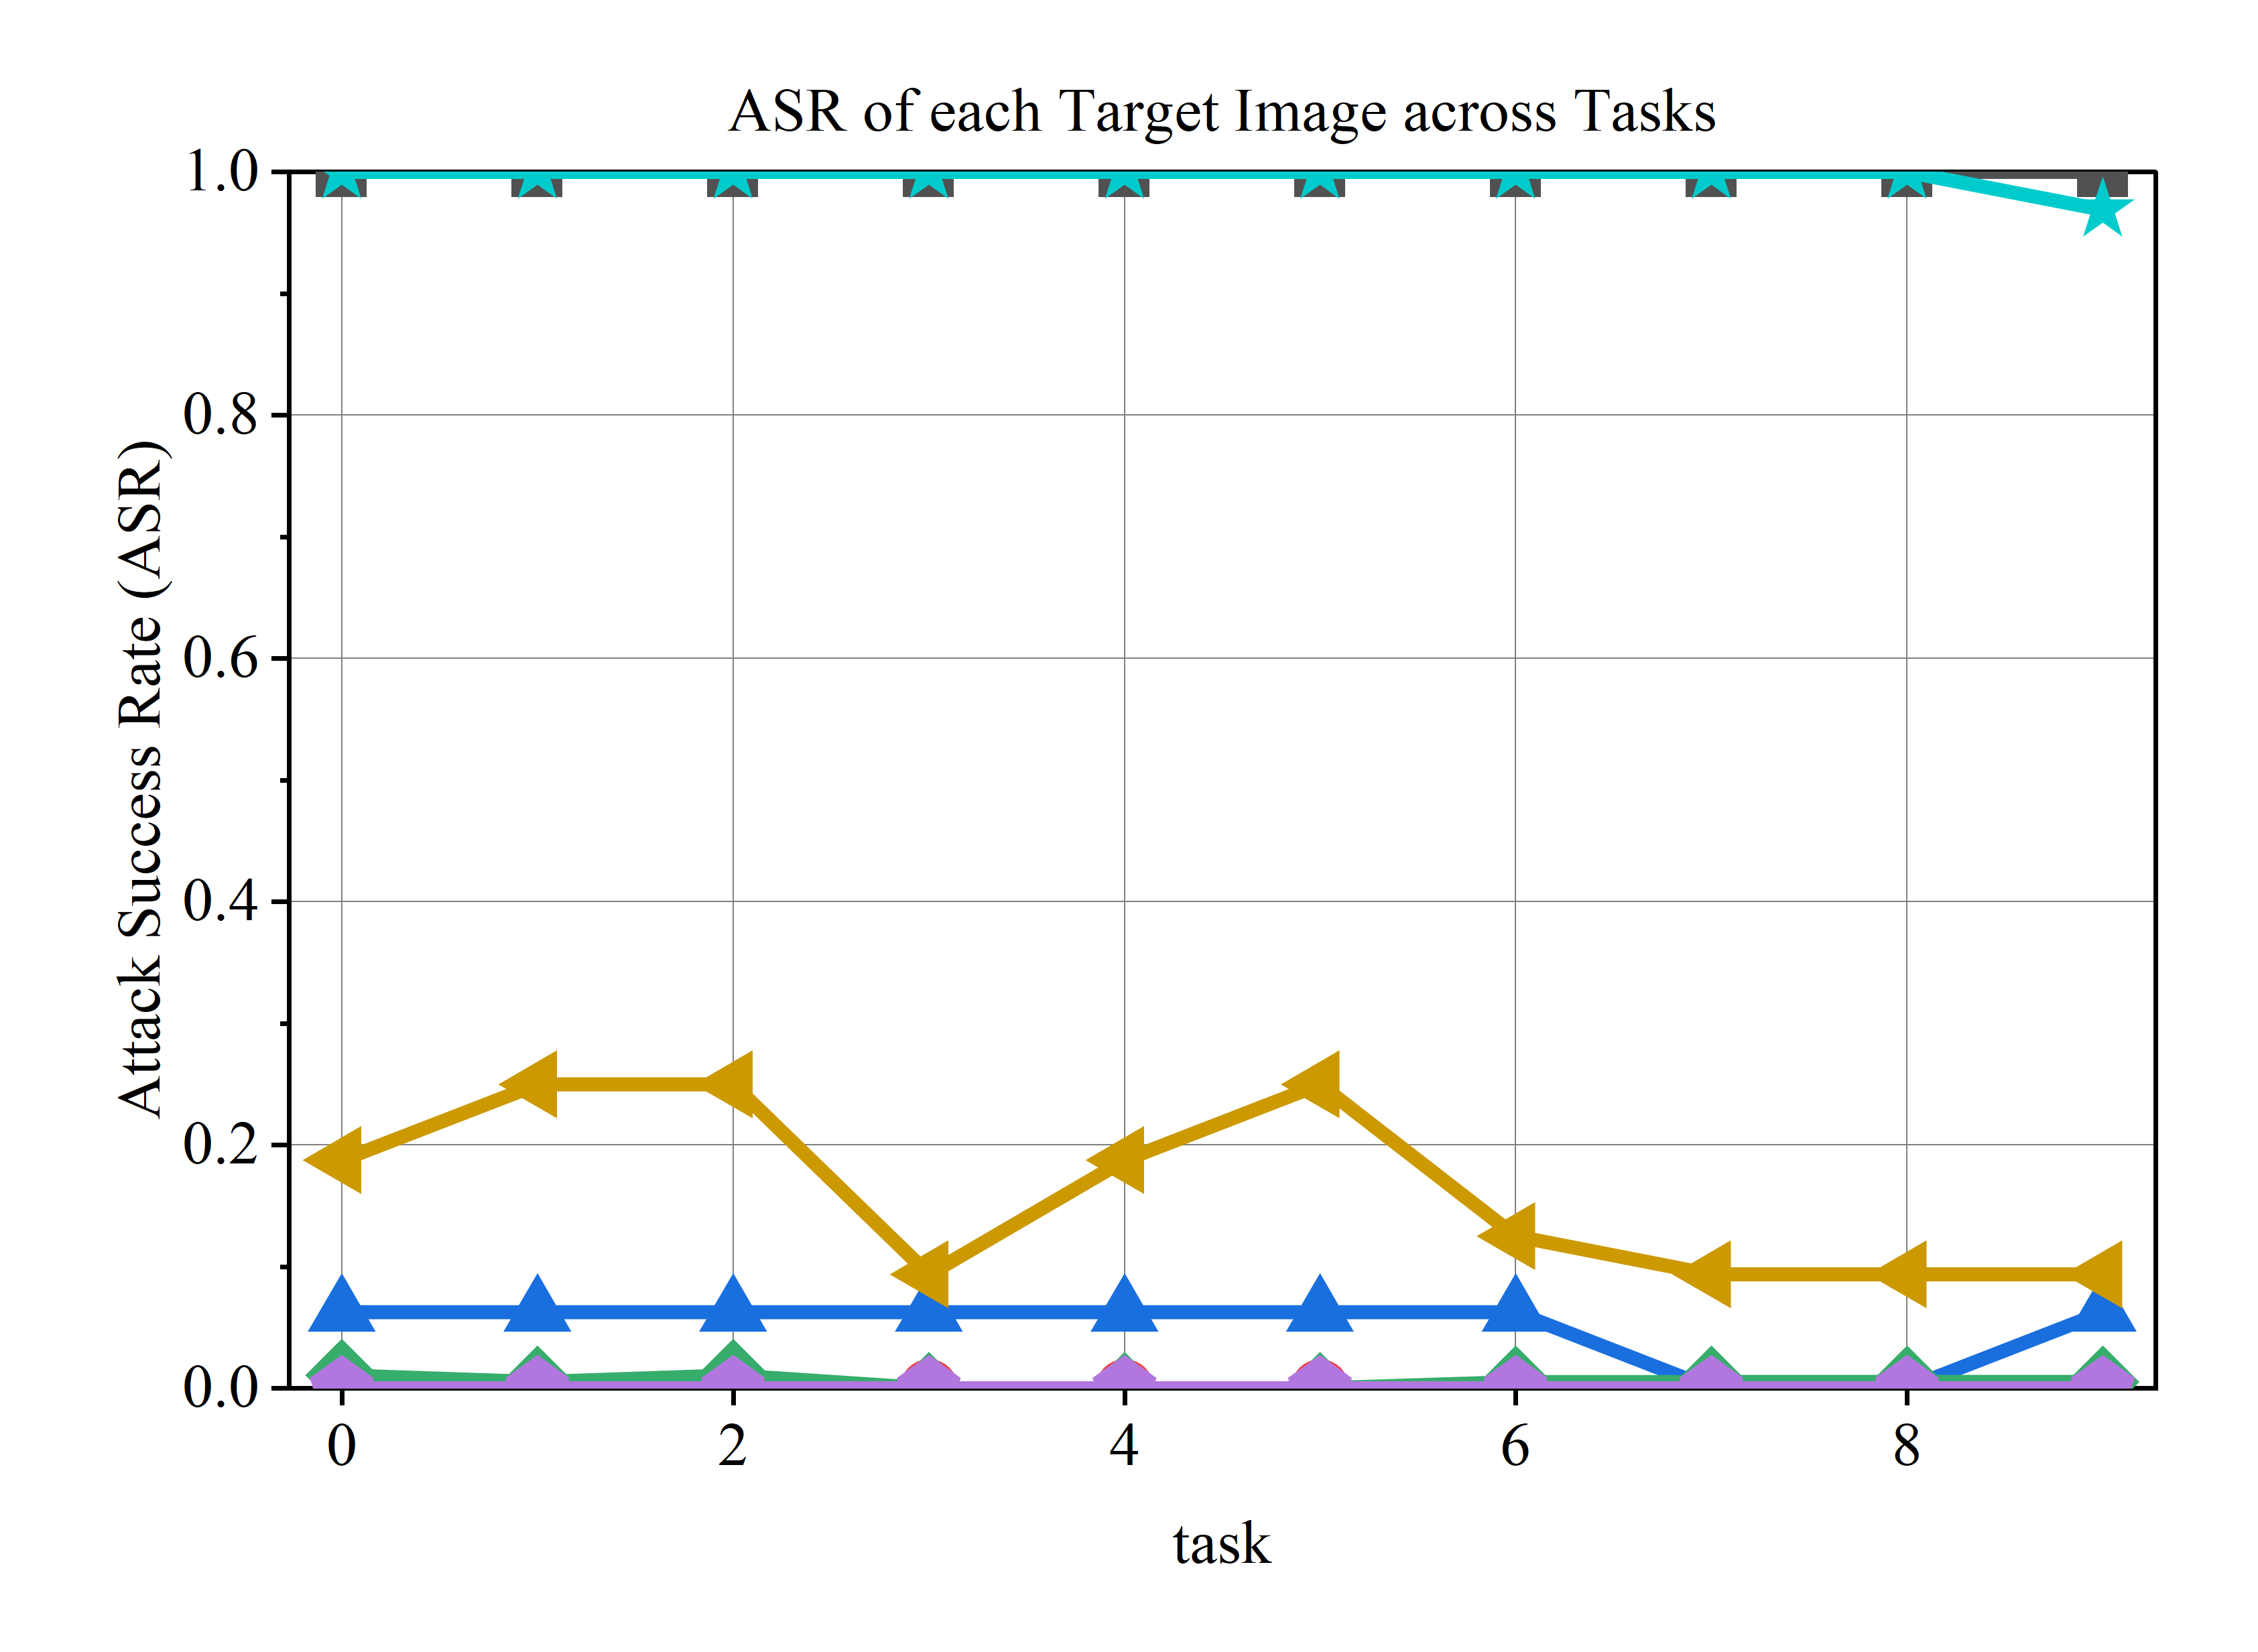 ASR of each Target Image across Tasks
Attack Success Rate (ASR)
1.0
0.8
0.6
0.4
0.2
0.0
0 2 4 6 8
task